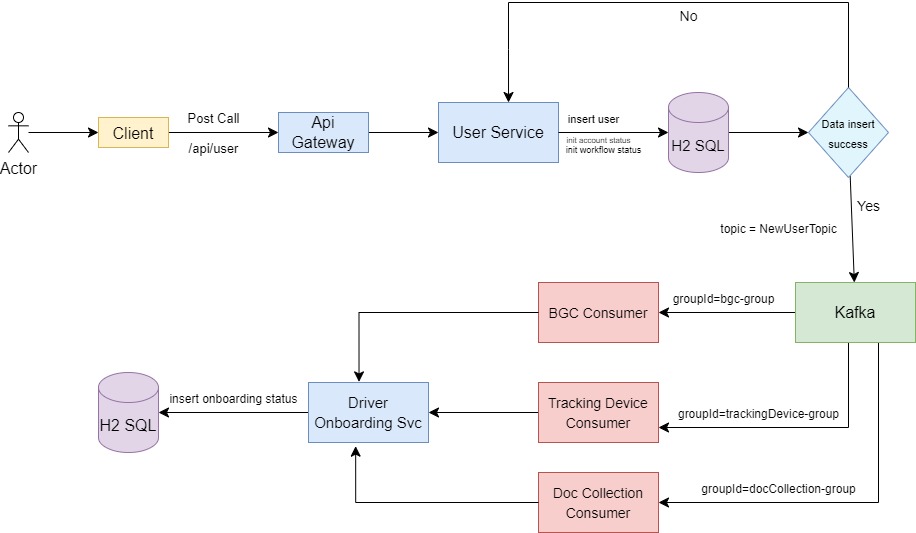 No
Actor
Client
Post Call
/api/user
Api
Gateway
User Service
insert user
init account status
init workflow status
H2 SQL
Data insert
success
Yes
topic = NewUserTopic
Kafka
groupId=bgc-group
BGC Consumer
groupId=trackingDevice-group
Tracking Device
Consumer
groupId=docCollection-group
Doc Collection
Consumer
Driver
Onboarding Svc
insert onboarding status
H2 SQL